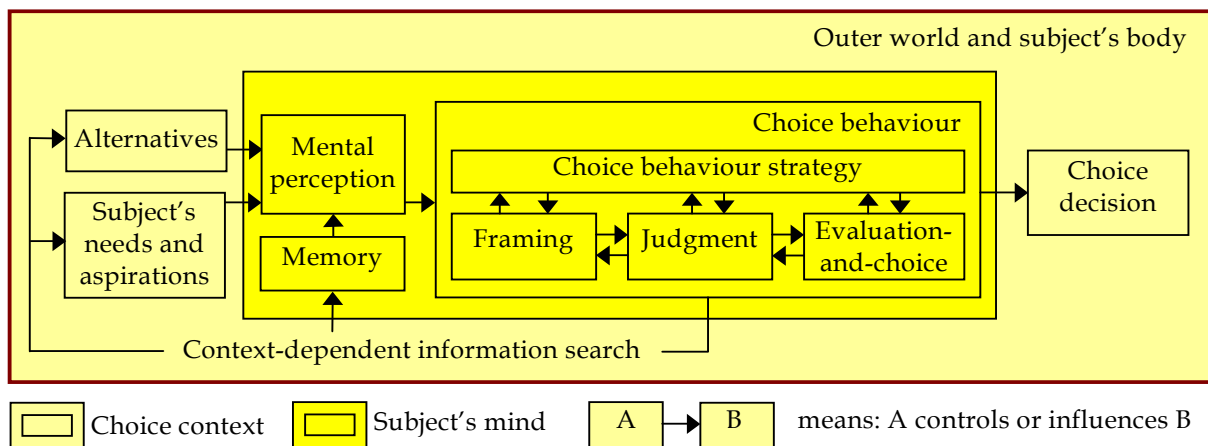 Outer world and subject's body
Alternatives
Subject's
needs and
aspirations
Mental
perception
Memory
Choice behaviour
Choice behaviour strategy
Framing
Judgment
Evaluation-
and-choice
Choice
decision
Context-dependent information search
Choice context
Subject's mind
A
B
means: A controls or influences B